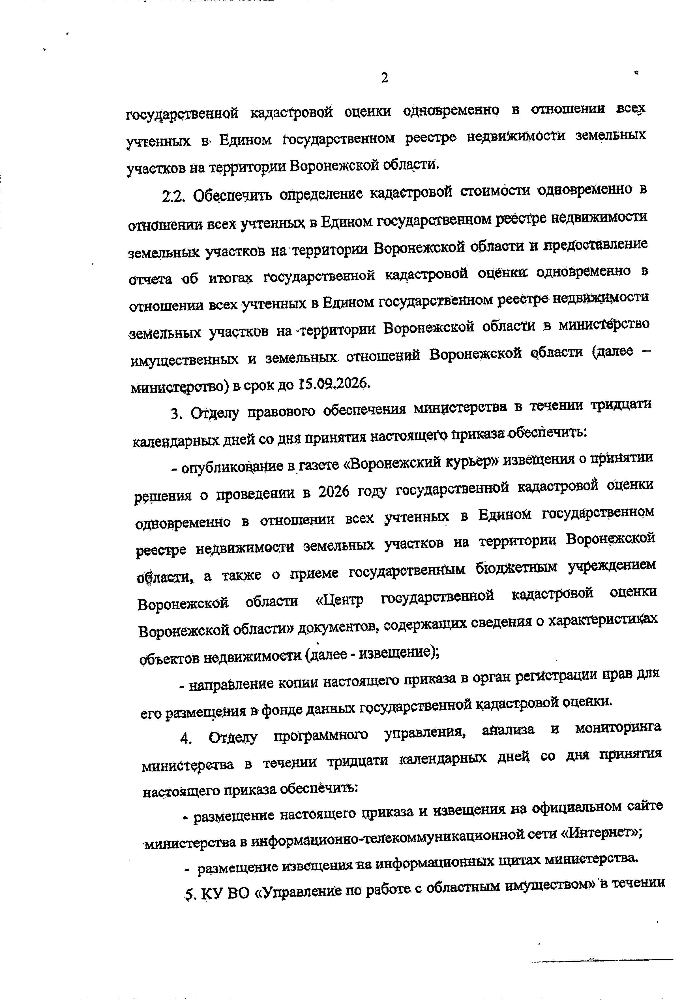 2
государственной кадастровой оценки одновременно в отношении всех
учтенных в Едином государственном реестре недвижимости земельных
участков на территории Воронежской области.
2.2. Обеспечить определение кадастровой стоимости одновременно в
отношении всех учтенных в Едином государственном реестре недвижимости
земельных участков на территории Воронежской области и предоставление
отчета об итогах государственной кадастровой оценки одновременно в
отношении всех учтенных в Едином государственном реестре недвижимости
земельных участков на территории Воронежской области в министерство
имущественных и земельных отношений Воронежской области (далее –
министерство) в срок до 15.09.2026.
3. Отделу правового обеспечения министерства в течении тридцати
календарных дней со дня принятия настоящего приказа обеспечить:
- опубликование в газете «Воронежский курьер» извещения о принятии
решения о проведении в 2026 году государственной кадастровой оценки
одновременно в отношении всех учтенных в Едином государственном
реестре недвижимости земельных участков на территории Воронежской
области, а также о приеме государственным бюджетным учреждением
Воронежской области «Центр государственной кадастровой оценки
Воронежской области» документов, содержащих сведения о характеристиках
объектов недвижимости (далее - извещение);
- направление копии настоящего приказа в орган регистрации прав для
его размещения в фонде данных государственной кадастровой оценки.
4. Отделу программного управления, анализа и мониторинга
министерства в течении тридцати календарных дней со дня принятия
настоящего приказа обеспечить:
- размещение настоящего приказа и извещения на официальном сайте
министерства в информационно-телекоммуникационной сети «Интернет»;
- размещение извещения на информационных щитах министерства.
5. КУ ВО «Управление по работе с областным имуществом» в течении